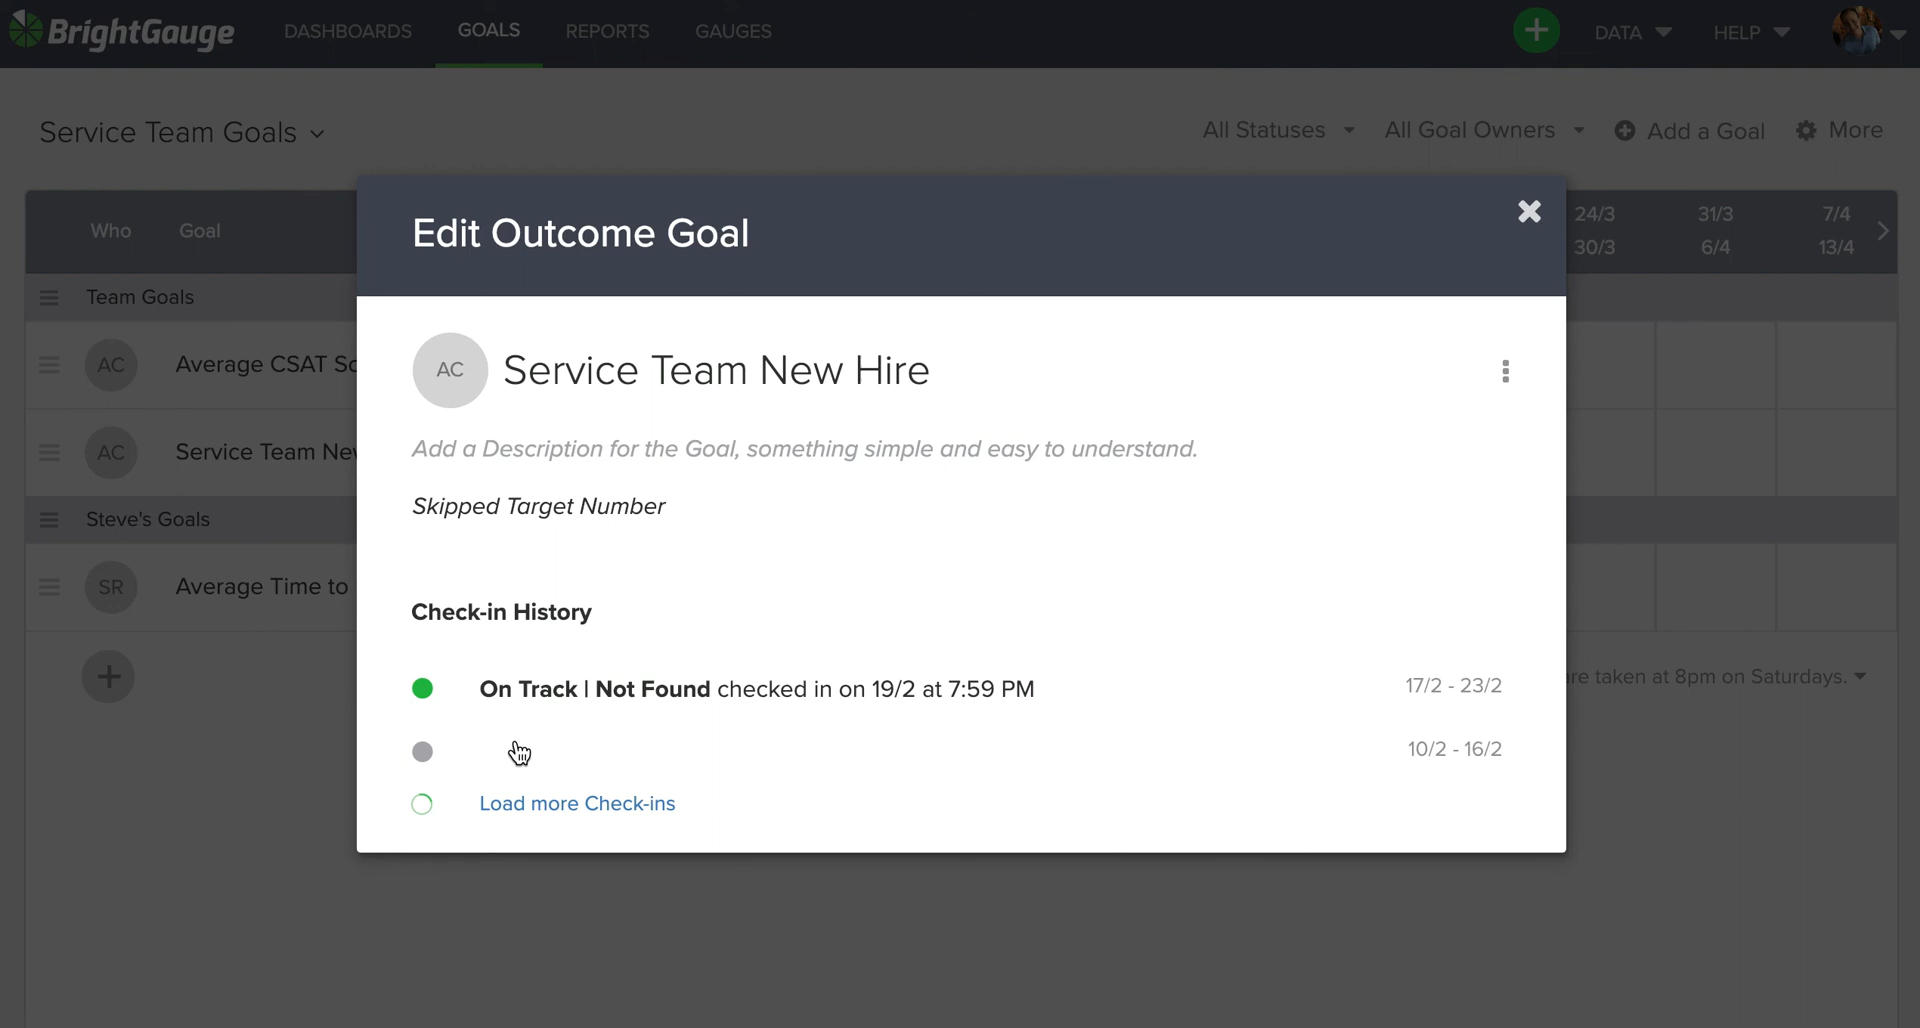 BrightGauge DASHBOARDS GOALS REPORTS GAUGES DATA HELP
Service Team Goals All Statuses All Goal Owners Add a Goal More
Who Goal 24/3 31/3 7/4
30/3 6/4 13/4
Edit Outcome Goal
Team Goals
AC Average CSAT Sc
AC Service Team Nev
Steve's Goals
SR Average Time to
AC Service Team New Hire
Add a Description for the Goal, something simple and easy to understand.
Skipped Target Number
Check-in History
On Track | Not Found checked in on 19/2 at 7:59 PM 17/2 - 23/2
10/2 - 16/2
Load more Check-ins
are taken at 8pm on Saturdays.